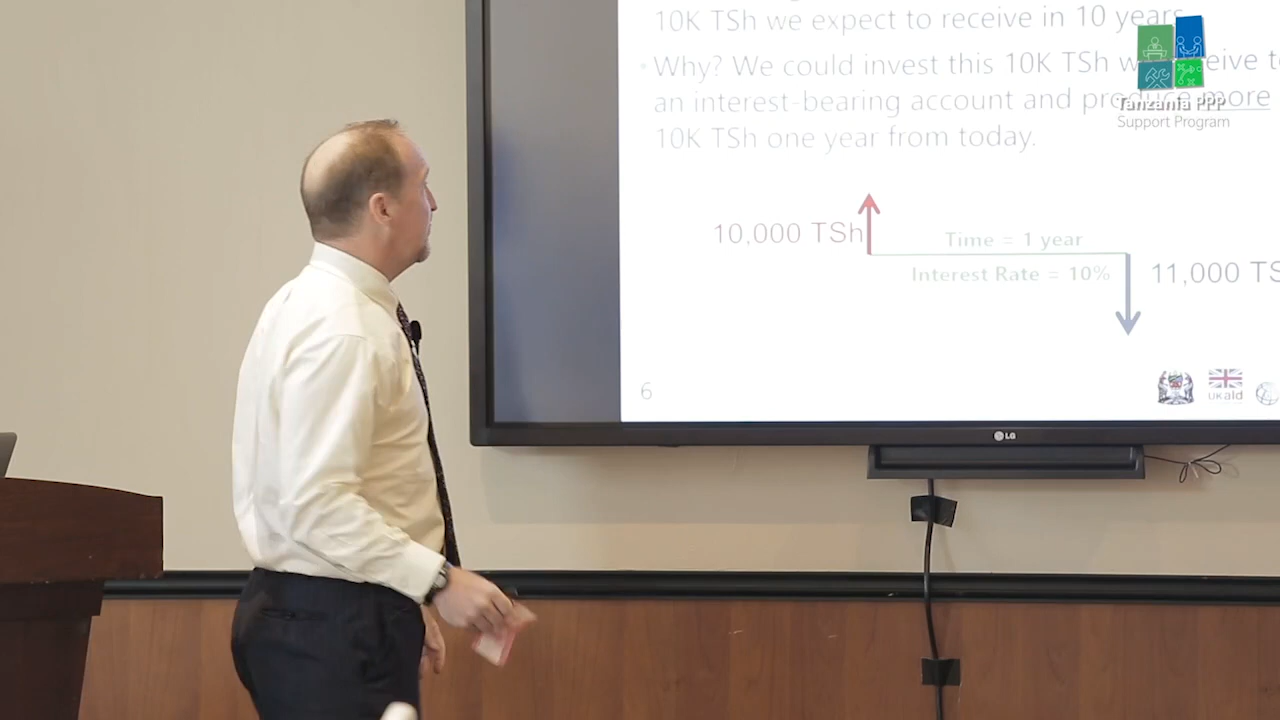 10K TSh we expect to receive in 10 years.
Why? We could invest this 10K TSh we receive to
an interest-bearing account and produce more
10K TSh one year from today.
Tanzania PPP
Support Program
10,000 TSh
Time = 1 year
Interest Rate = 10%
11,000 TS
6
UKaid
LG